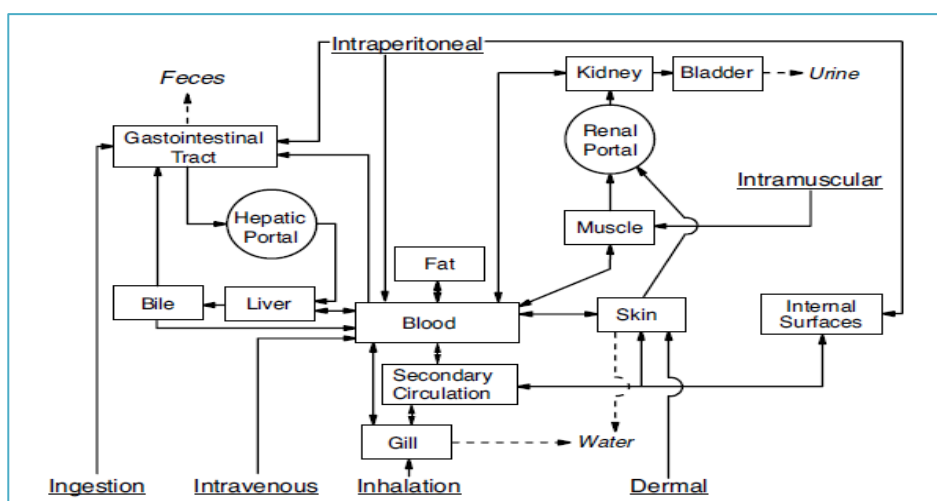 Intraperitoneal
Feces
Kidney
Bladder
Urine
Gastointestinal
Tract
Renal
Portal
Intramuscular
Hepatic
Portal
Muscle
Fat
Bile
Liver
Blood
Skin
Internal
Surfaces
Secondary
Circulation
Gill
Water
Ingestion
Intravenous
Inhalation
Dermal